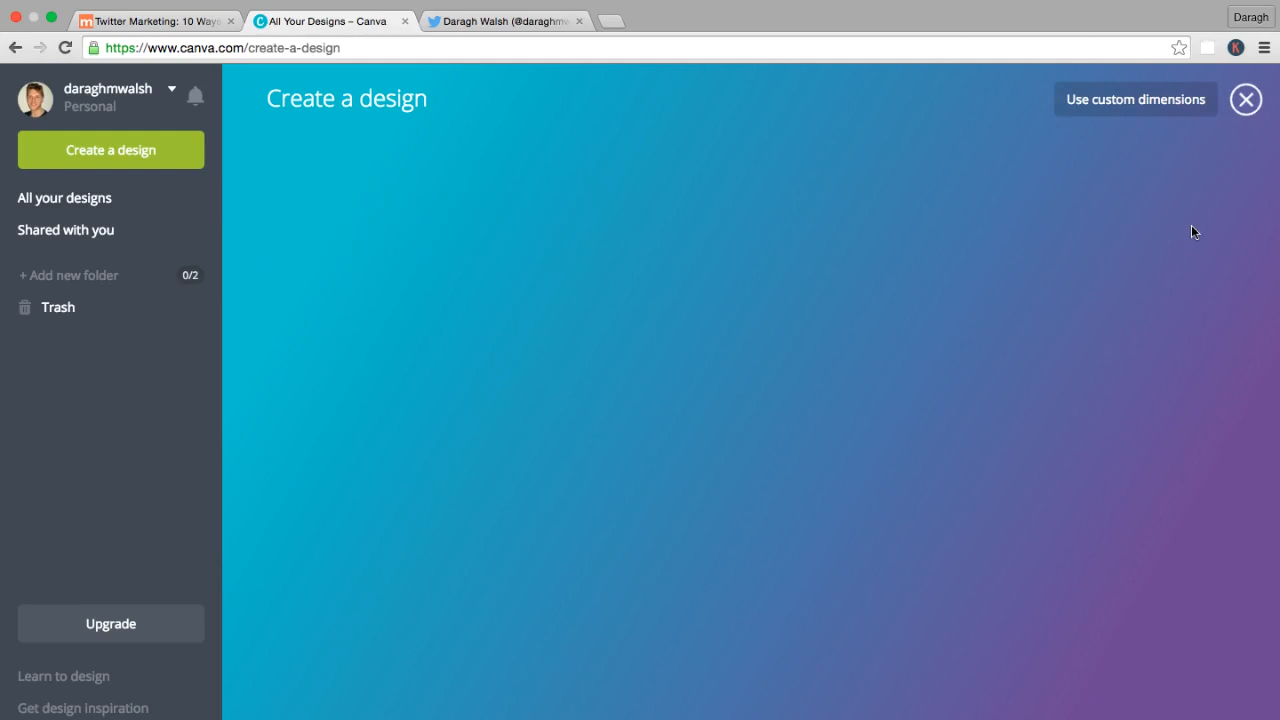 Twitter Marketing: 10 Ways
All Your Designs – Canva
Daragh Walsh (@daraghmw
Daragh
https://www.canva.com/create-a-design
K
daraghmwalsh
Personal
Create a design
All your designs
Shared with you
+ Add new folder
0/2
Trash
Upgrade
Learn to design
Get design inspiration
Create a design
Use custom dimensions